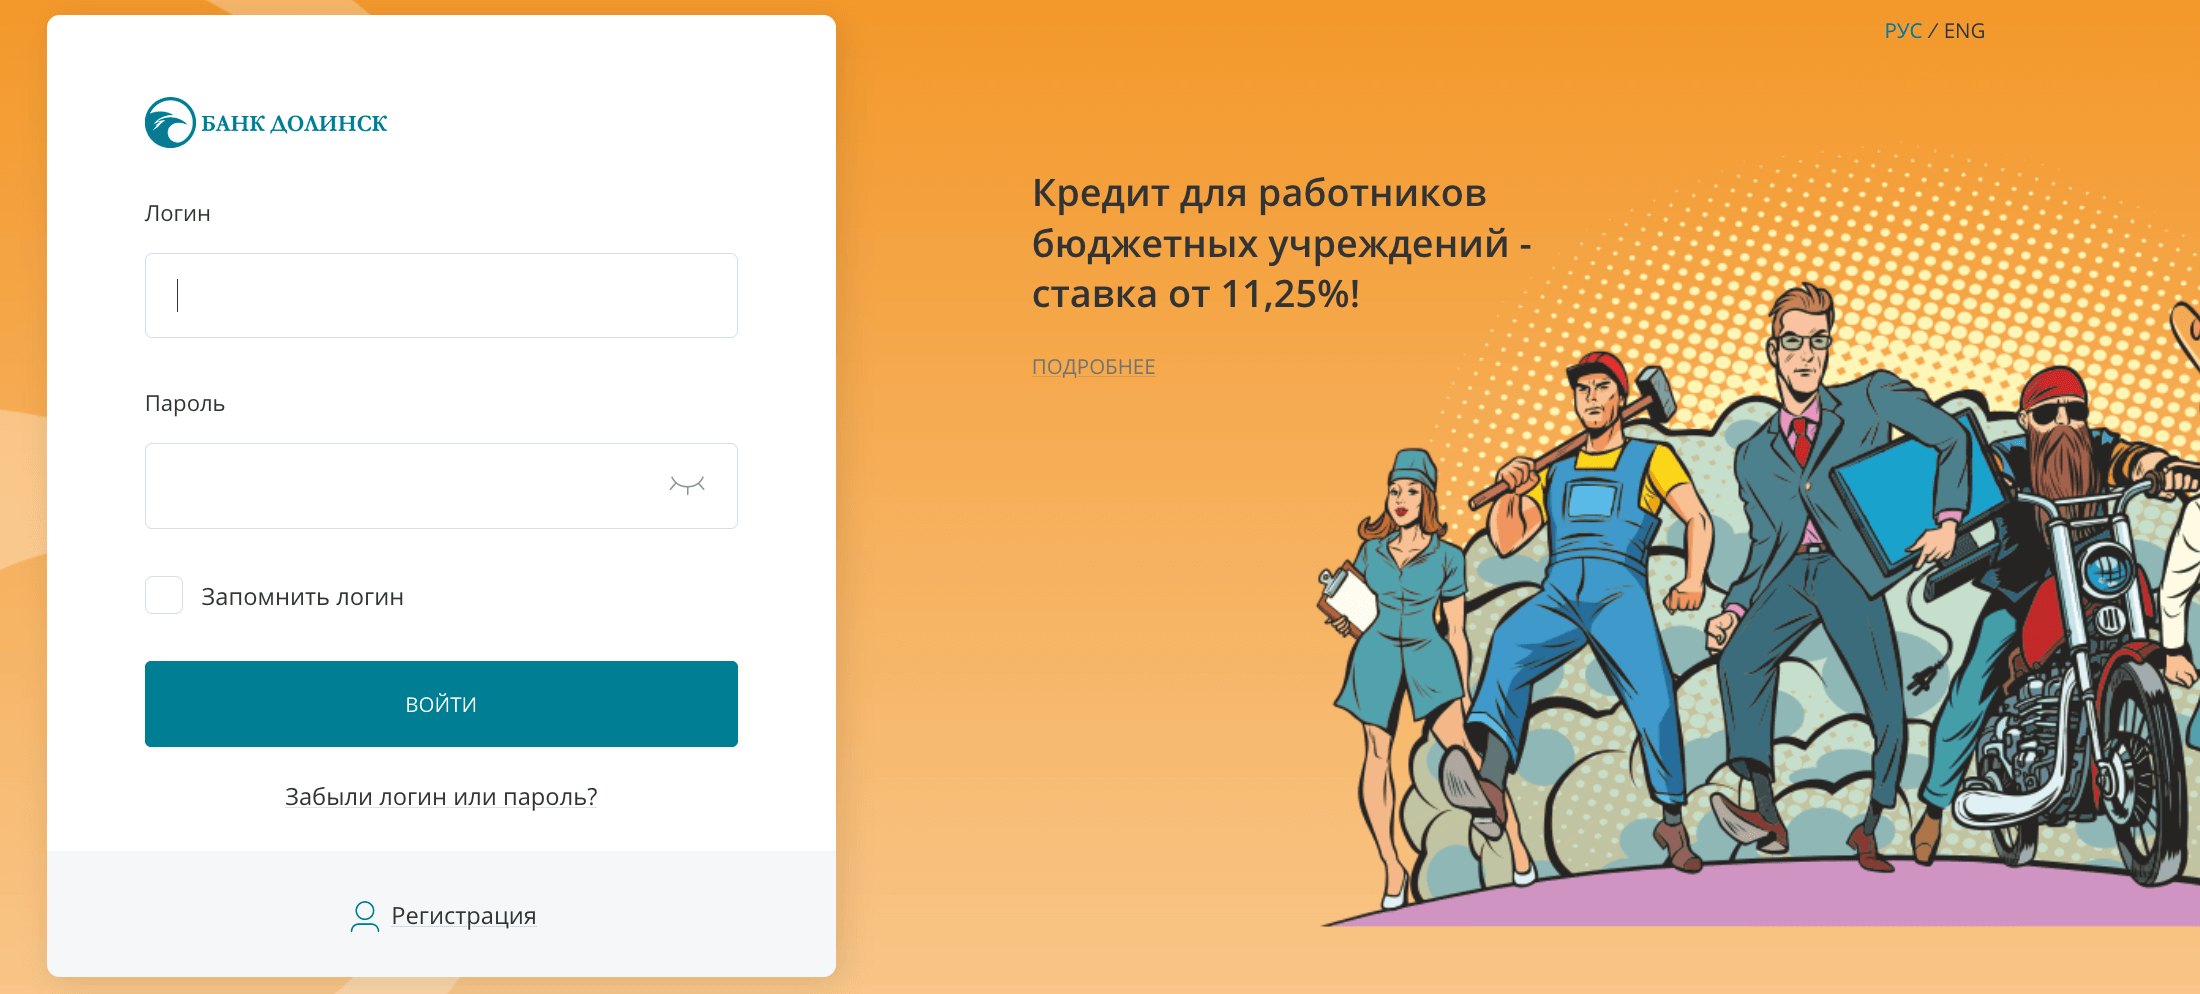 РУС / ENG
БАНК ДОЛИНСК
Логин
Пароль
Запомнить логин
ВОЙТИ
Забыли логин или пароль?
Регистрация
Кредит для работников
бюджетных учреждений -
ставка от 11,25%!
ПОДРОБНЕЕ